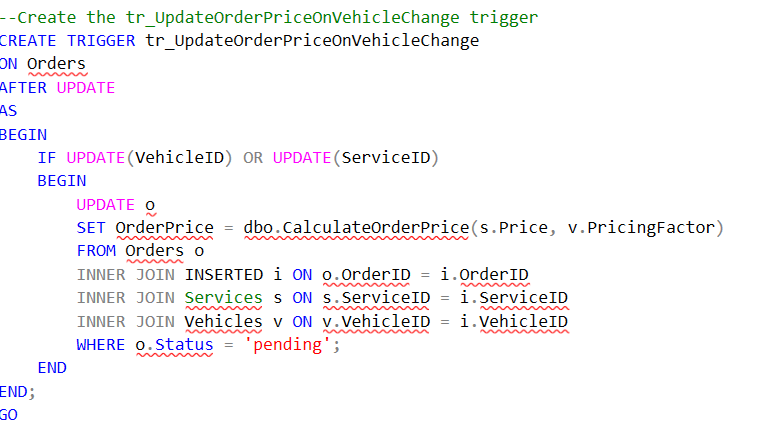 --Create the tr_UpdateOrderPriceOnVehicleChange trigger
CREATE TRIGGER tr_UpdateOrderPriceOnVehicleChange
ON Orders
AFTER UPDATE
AS
BEGIN
    IF UPDATE(VehicleID) OR UPDATE(ServiceID)
    BEGIN
        UPDATE o
        SET OrderPrice = dbo.CalculateOrderPrice(s.Price, v.PricingFactor)
        FROM Orders o
        INNER JOIN INSERTED i ON o.OrderID = i.OrderID
        INNER JOIN Services s ON s.ServiceID = i.ServiceID
        INNER JOIN Vehicles v ON v.VehicleID = i.VehicleID
        WHERE o.Status = 'pending';
    END
END;
GO